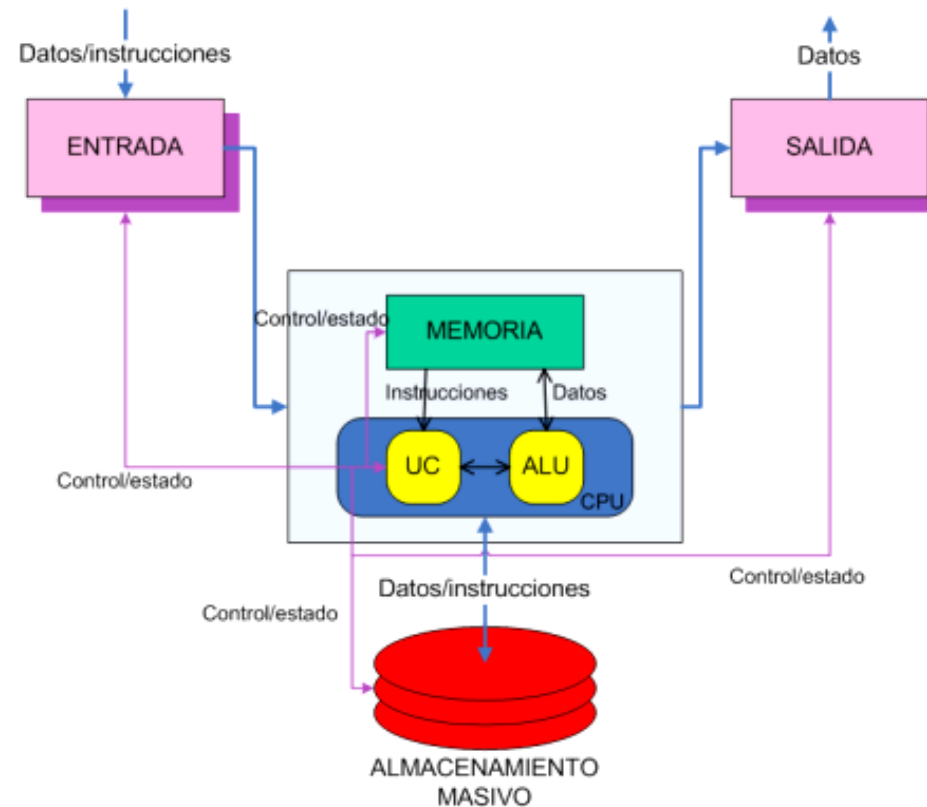 Datos/instrucciones
Datos
ENTRADA
SALIDA
Control/estado
MEMORIA
Instrucciones
Datos
UC
ALU
CPU
Control/estado
Control/estado
Datos/instrucciones
Control/estado
ALMACENAMIENTO
MASIVO